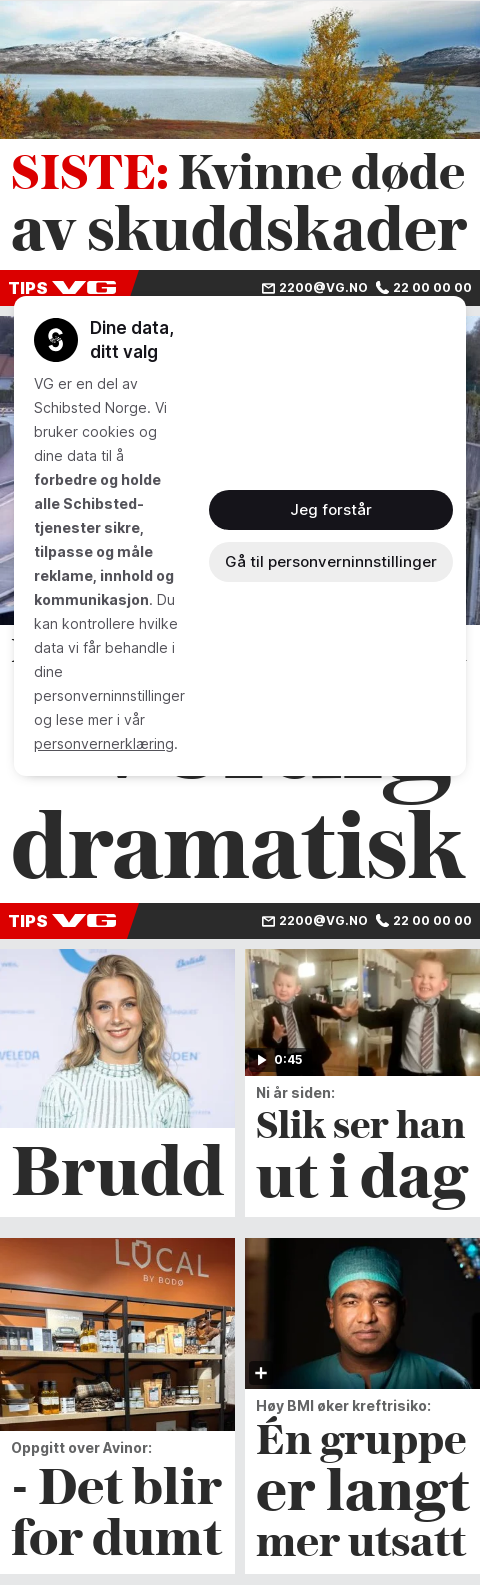 SISTE: Kvinne døde
av skuddskader
TIPS VG
2200@VG.NO 22 00 00 00
Dine data,
ditt valg
VG er en del av
Schibsted Norge. Vi
bruker cookies og
dine data til å
forbedre og holde
alle Schibsted-
tjenester sikre,
tilpasse og måle
reklame, innhold og
kommunikasjon. Du
kan kontrollere hvilke
data vi får behandle i
dine
personverninnstillinger
og lese mer i vår
personvernerklæring.
Jeg forstår
Gå til personverninnstillinger
dramatisk
TIPS VG
2200@VG.NO 22 00 00 00
Brudd
0:45
Ni år siden:
Slik ser han
ut i dag
LOCAL
BY BODØ
Oppgitt over Avinor:
- Det blir
for dumt
Høy BMI øker kreftrisiko:
Én gruppe
er langt
mer utsatt